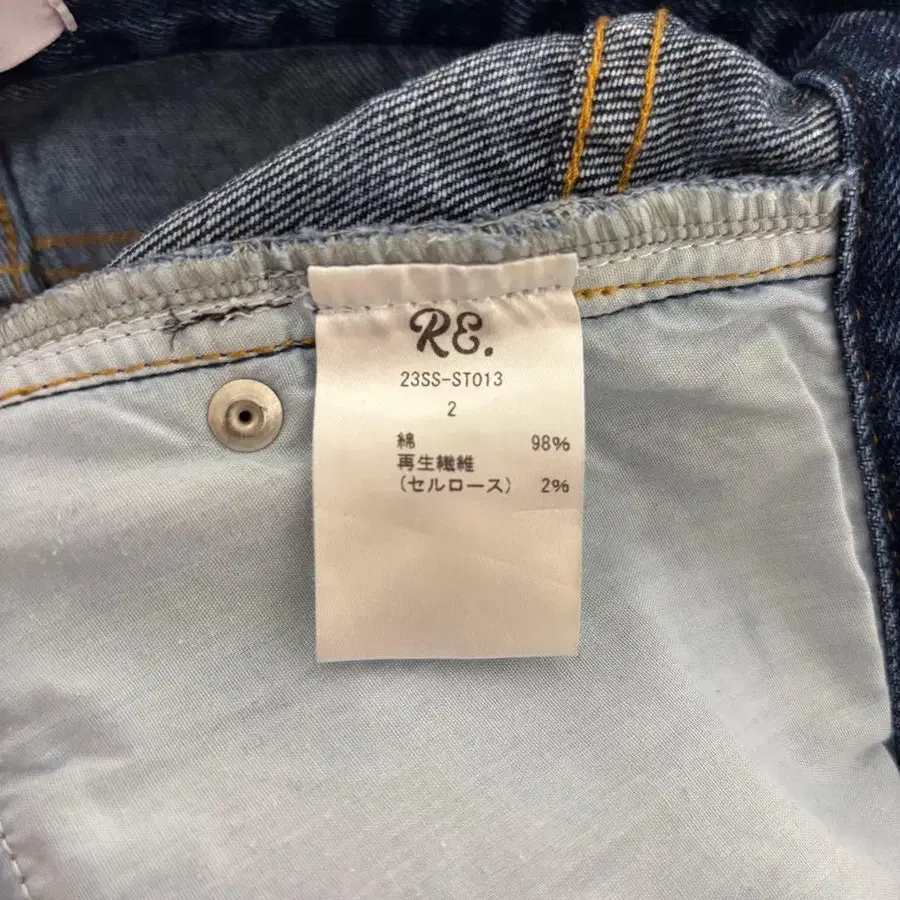 RE.
23SS-ST013
2
綿 98%
再生繊維
(セルロース) 2%